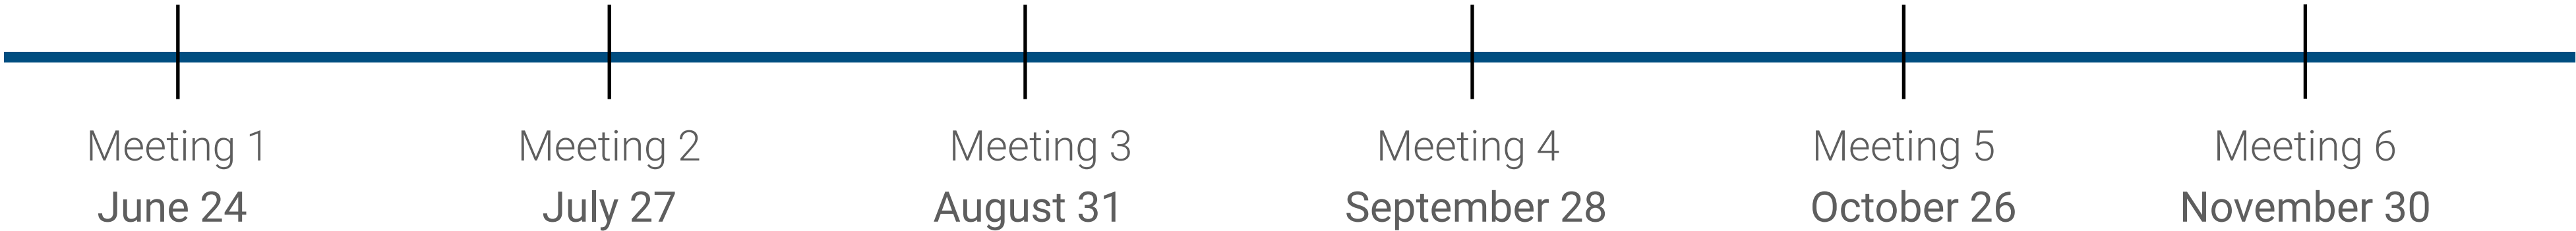 Meeting 1
June 24
Meeting 2
July 27
Meeting 3
August 31
Meeting 4
September 28
Meeting 5
October 26
Meeting 6
November 30